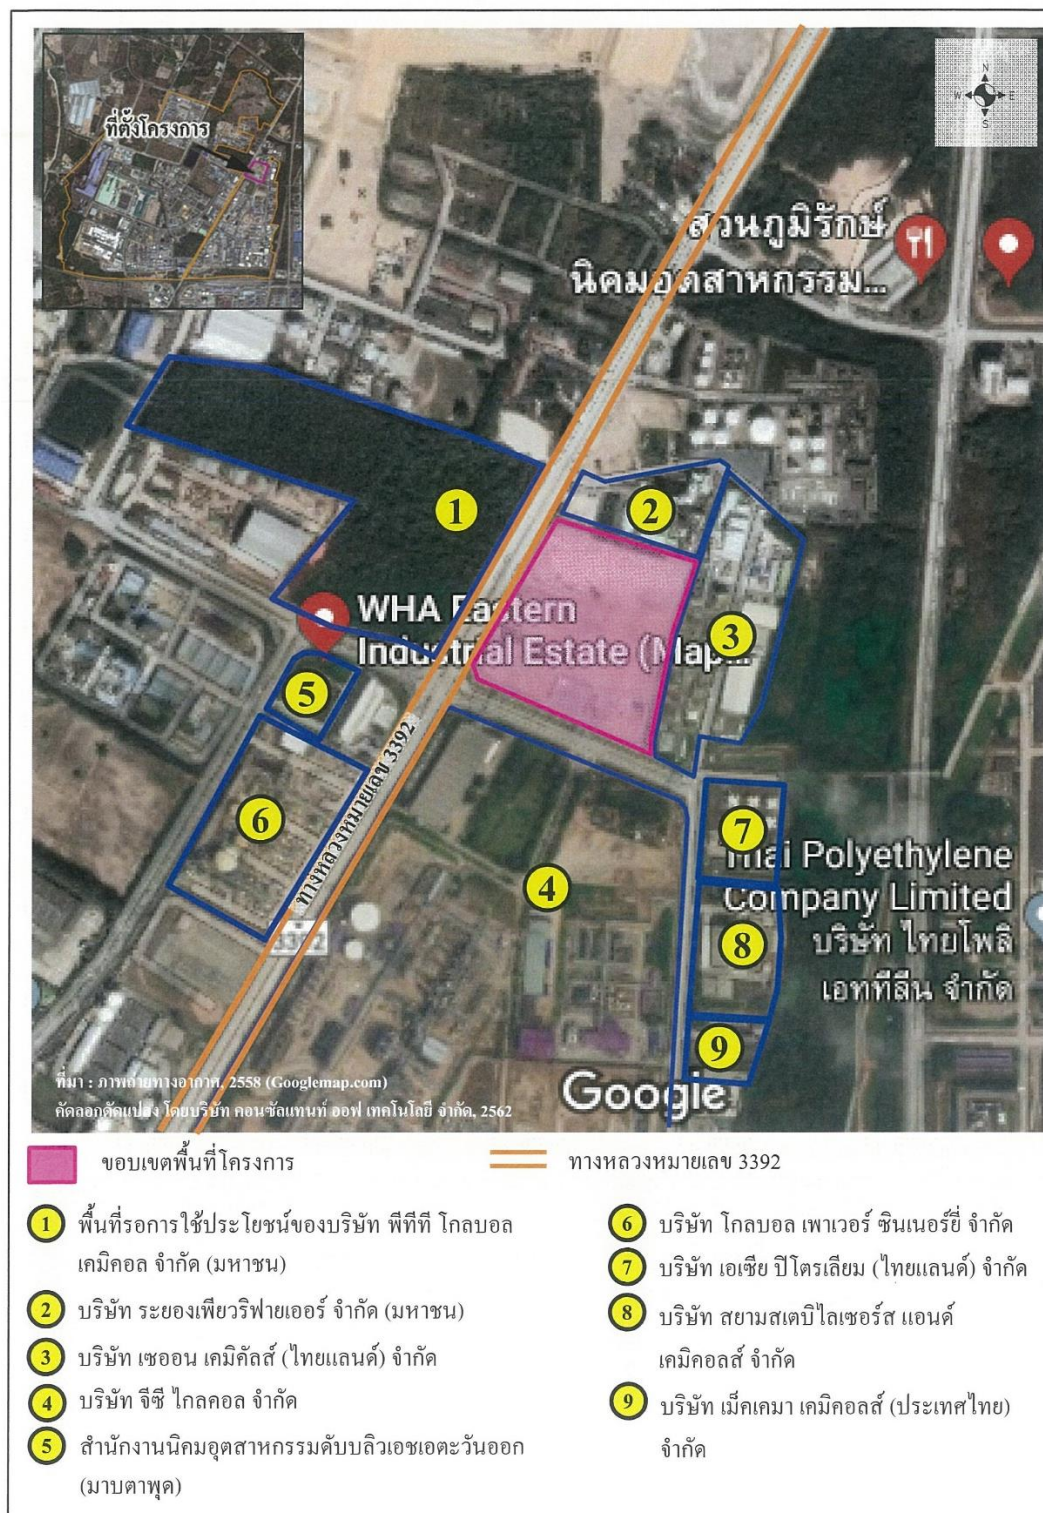 ที่ตั้งโครงการ
N
W
E
S
สวนภูมิรักษ์
นิคมอุตสาหกรรม...
1
2
3
WHA Eastern
Industrial Estate (Map...
5
ทางหลวงหมายเลข 3392
6
4
7
Thai Polyethylene
Company Limited
8
บริษัท ไทยโพลิ
เอททีลีน จำกัด
3392
9
ที่มา : ภาพถ่ายทางอากาศ, 2558 (Googlemap.com)
คัดลอกดัดแปลง โดยบริษัท คอนซัลแทนท์ ออฟ เทคโนโลยี จำกัด, 2562
Google
ขอบเขตพื้นที่โครงการ
ทางหลวงหมายเลข 3392
1 พื้นที่รอการใช้ประโยชน์ของบริษัท พีทีที โกลบอล
เคมิคอล จำกัด (มหาชน)
2 บริษัท ระยองเพียวริฟายเออร์ จำกัด (มหาชน)
3 บริษัท เซออน เคมิคัลส์ (ไทยแลนด์) จำกัด
4 บริษัท จีซี ไกลคอล จำกัด
5 สำนักงานนิคมอุตสาหกรรมดับบลิวเอชเอตะวันออก
(มาบตาพุด)
6 บริษัท โกลบอล เพาเวอร์ ซินเนอร์ยี่ จำกัด
7 บริษัท เอเซีย ปิโตรเลียม (ไทยแลนด์) จำกัด
8 บริษัท สยามสเตบิไลเซอร์ส แอนด์
เคมิคอลส์ จำกัด
9 บริษัท เม็คเคมา เคมิคอลส์ (ประเทศไทย)
จำกัด